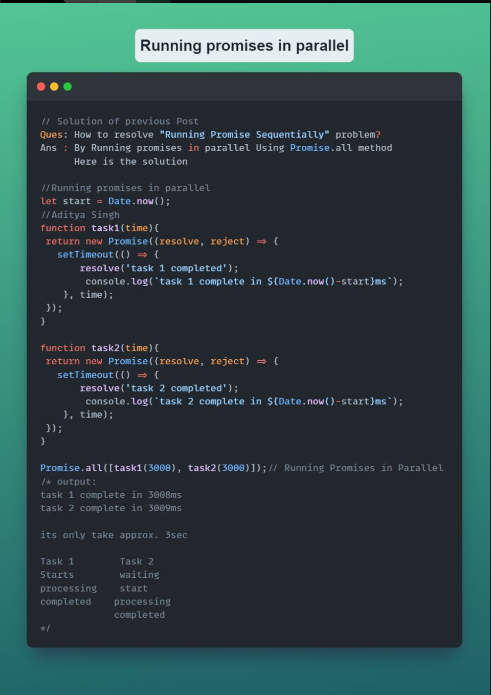 Running promises in parallel
// Solution of previous Post
Ques: How to resolve "Running Promise Sequentially" problem?
Ans : By Running promises in parallel Using Promise.all method
      Here is the solution

//Running promises in parallel
let start = Date.now();
//Aditya Singh
function task1(time){
 return new Promise((resolve, reject) => {
   setTimeout(() => {
       resolve('task 1 completed');
        console.log(`task 1 complete in ${Date.now()-start}ms`);
    }, time);
 });
}

function task2(time){
 return new Promise((resolve, reject) => {
   setTimeout(() => {
       resolve('task 2 completed');
        console.log(`task 2 complete in ${Date.now()-start}ms`);
    }, time);
 });
}

Promise.all([task1(3000), task2(3000)]);// Running Promises in Parallel
/* output:
task 1 complete in 3008ms
task 2 complete in 3009ms

its only take approx. 3sec

Task 1        Task 2
Starts        waiting
processing    start
completed    processing
             completed
*/